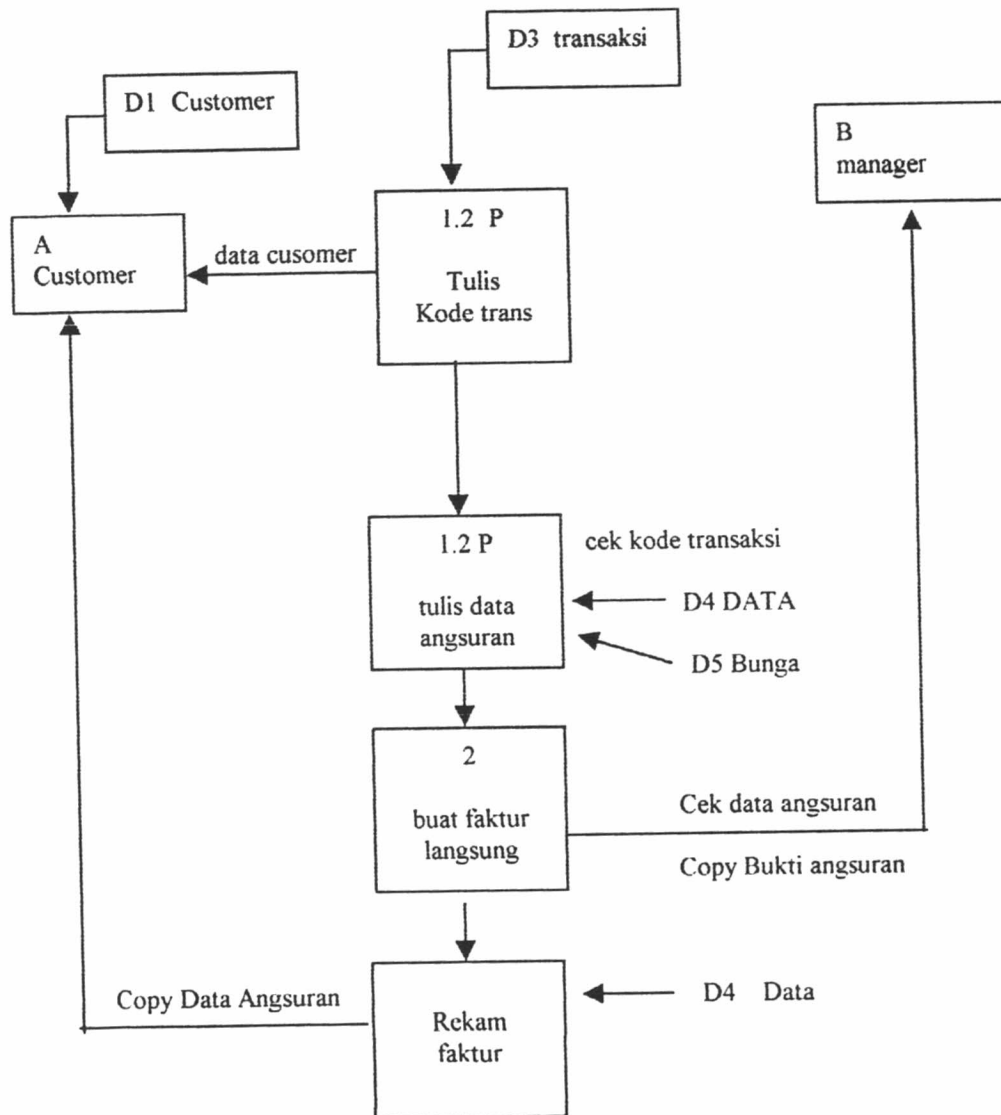 D3 transaksi
D1 Customer
B
manager
1.2 P
A
Customer
data cusomer
Tulis
Kode trans
1.2 P
cek kode transaksi
tulis data
angsuran
D4 DATA
D5 Bunga
2
buat faktur
langsung
Cek data angsuran
Copy Bukti angsuran
Copy Data Angsuran
D4 Data
Rekam
faktur